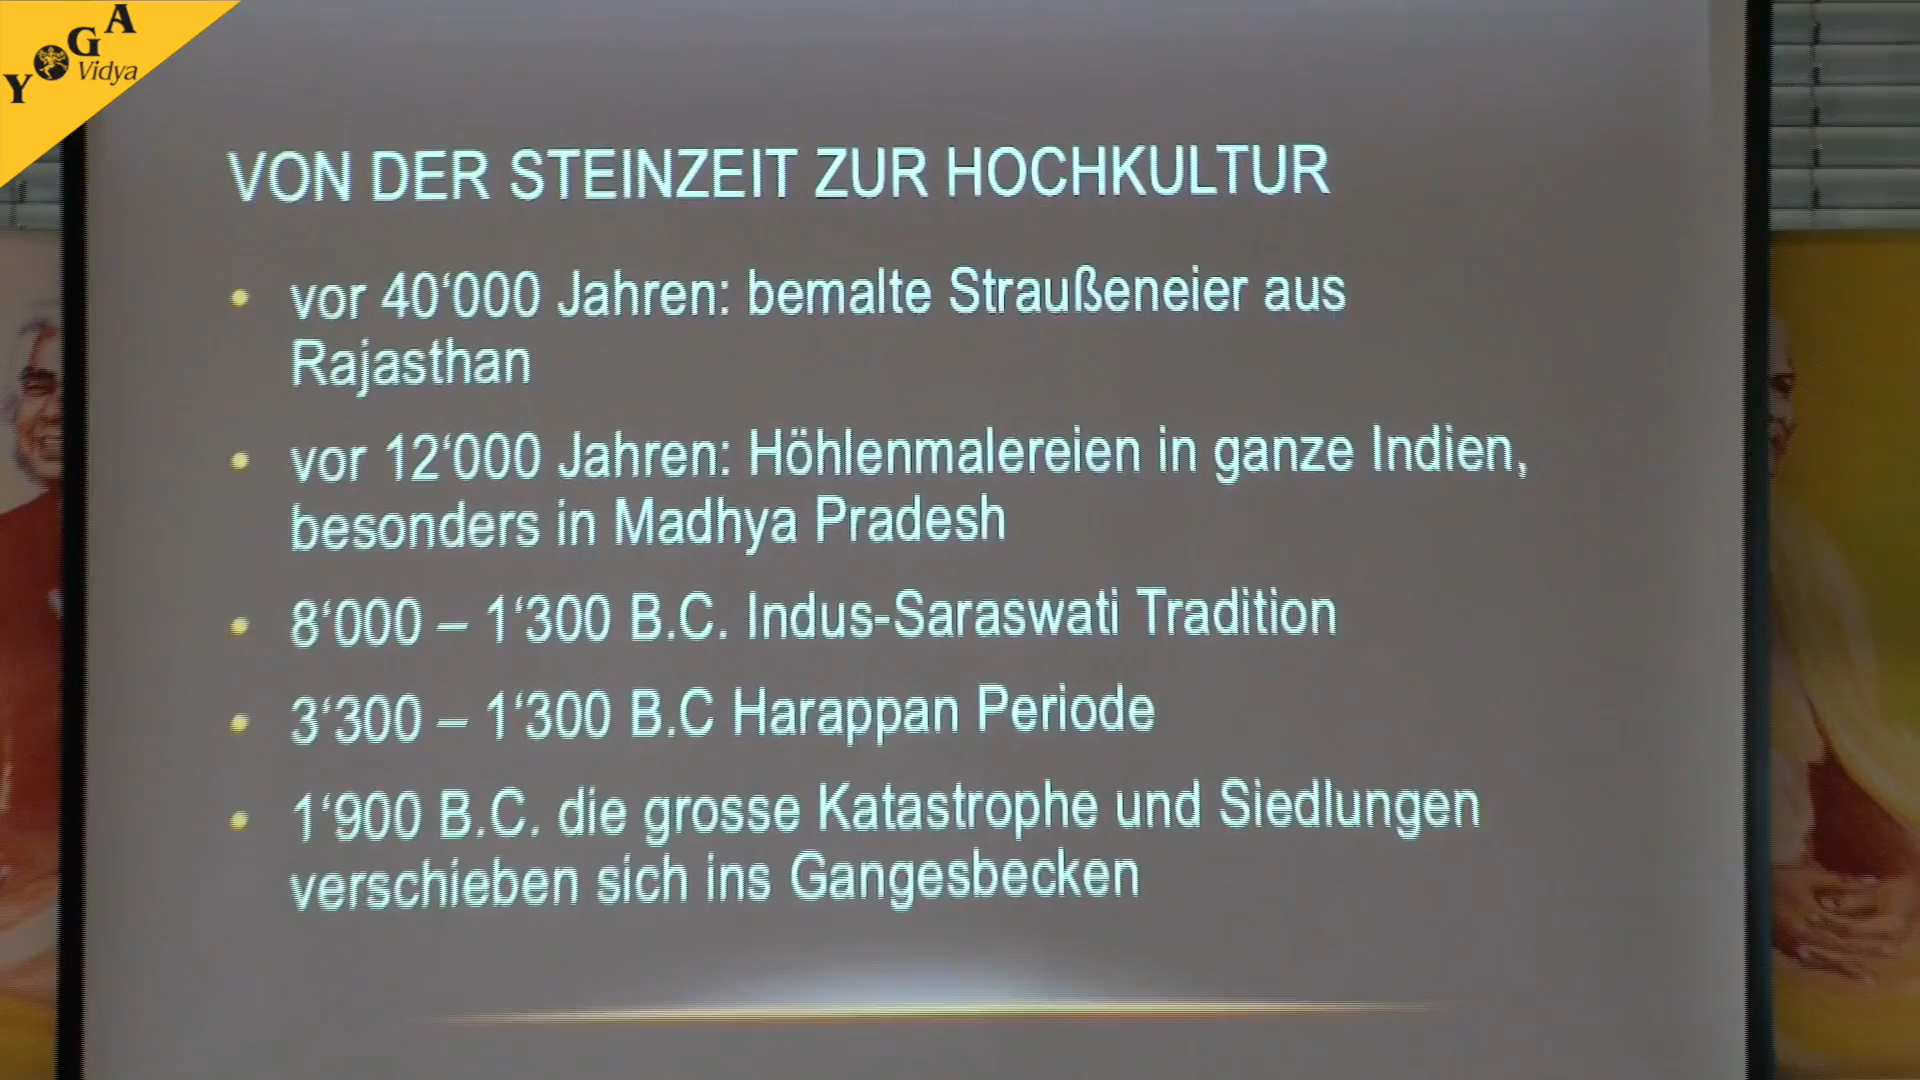 YOGA
Vidya
VON DER STEINZEIT ZUR HOCHKULTUR
• vor 40‘000 Jahren: bemalte Straußeneier aus
Rajasthan
• vor 12‘000 Jahren: Höhlenmalereien in ganze Indien,
besonders in Madhya Pradesh
• 8‘000 – 1‘300 B.C. Indus-Saraswati Tradition
• 3‘300 – 1‘300 B.C Harappan Periode
• 1‘900 B.C. die grosse Katastrophe und Siedlungen
verschieben sich ins Gangesbecken